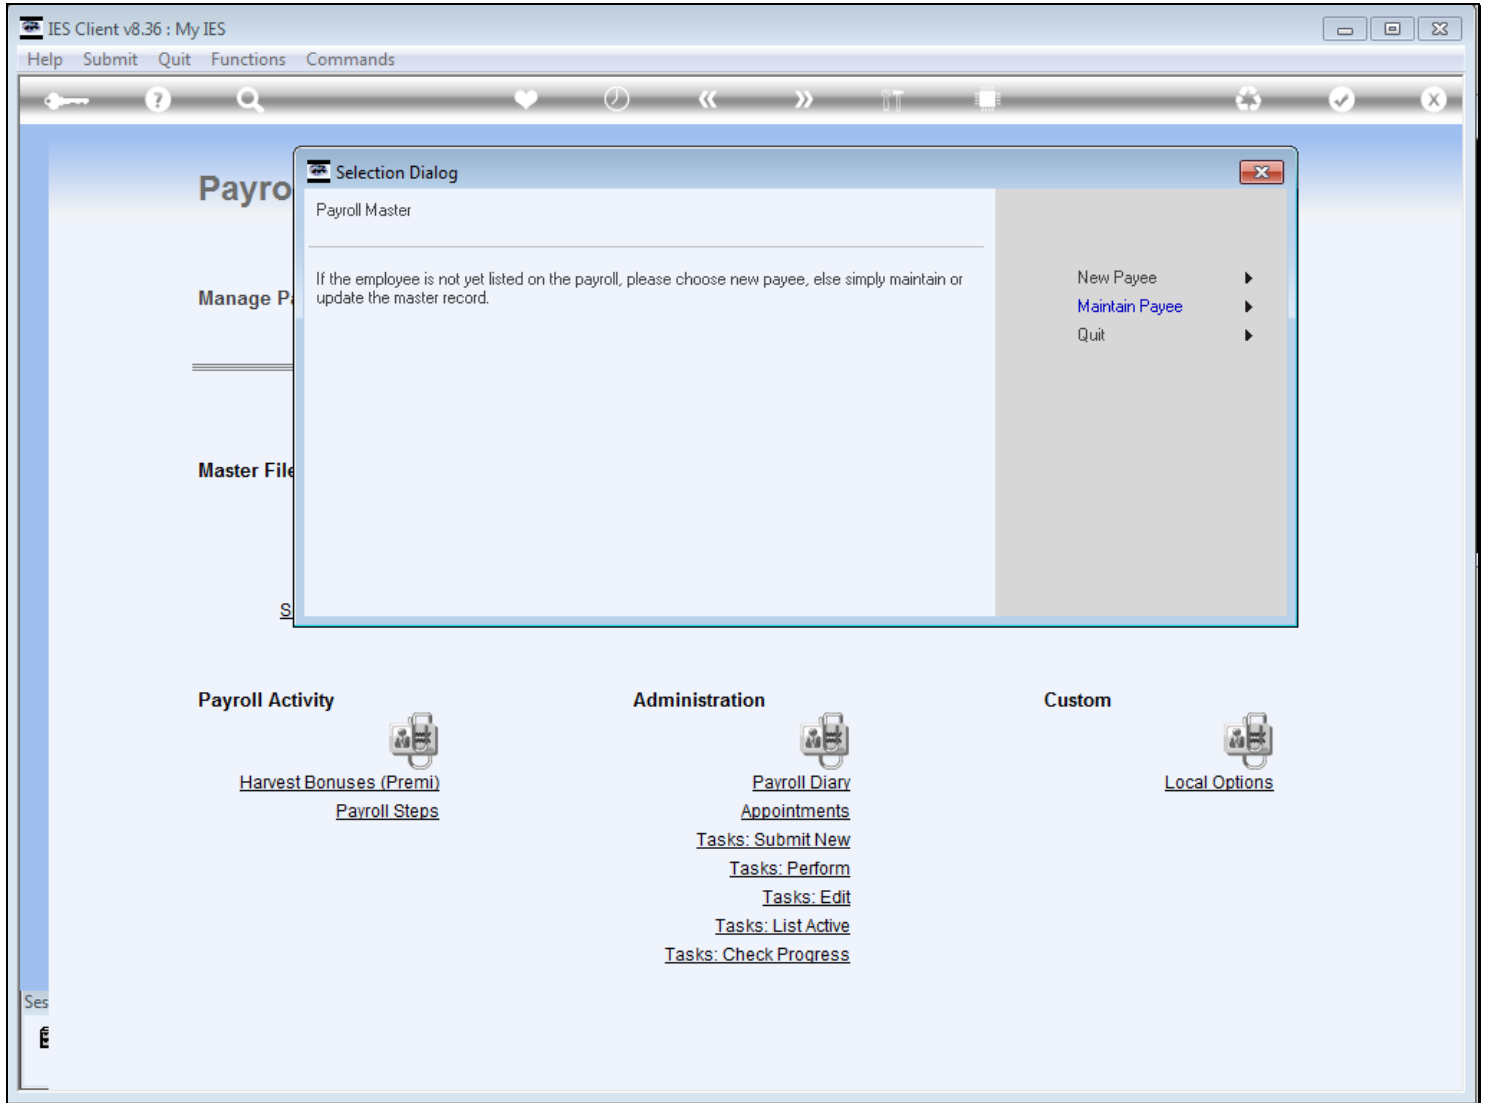 IES Client v8.36 : My IES
Help Submit Quit Functions Commands
Selection Dialog
Payro
Payroll Master
If the employee is not yet listed on the payroll, please choose new payee, else simply maintain or
update the master record.
New Payee
Maintain Payee
Quit
Manage P
Master File
S
Payroll Activity
Harvest Bonuses (Premi)
Payroll Steps
Administration
Payroll Diary
Appointments
Tasks: Submit New
Tasks: Perform
Tasks: Edit
Tasks: List Active
Tasks: Check Progress
Custom
Local Options
Ses